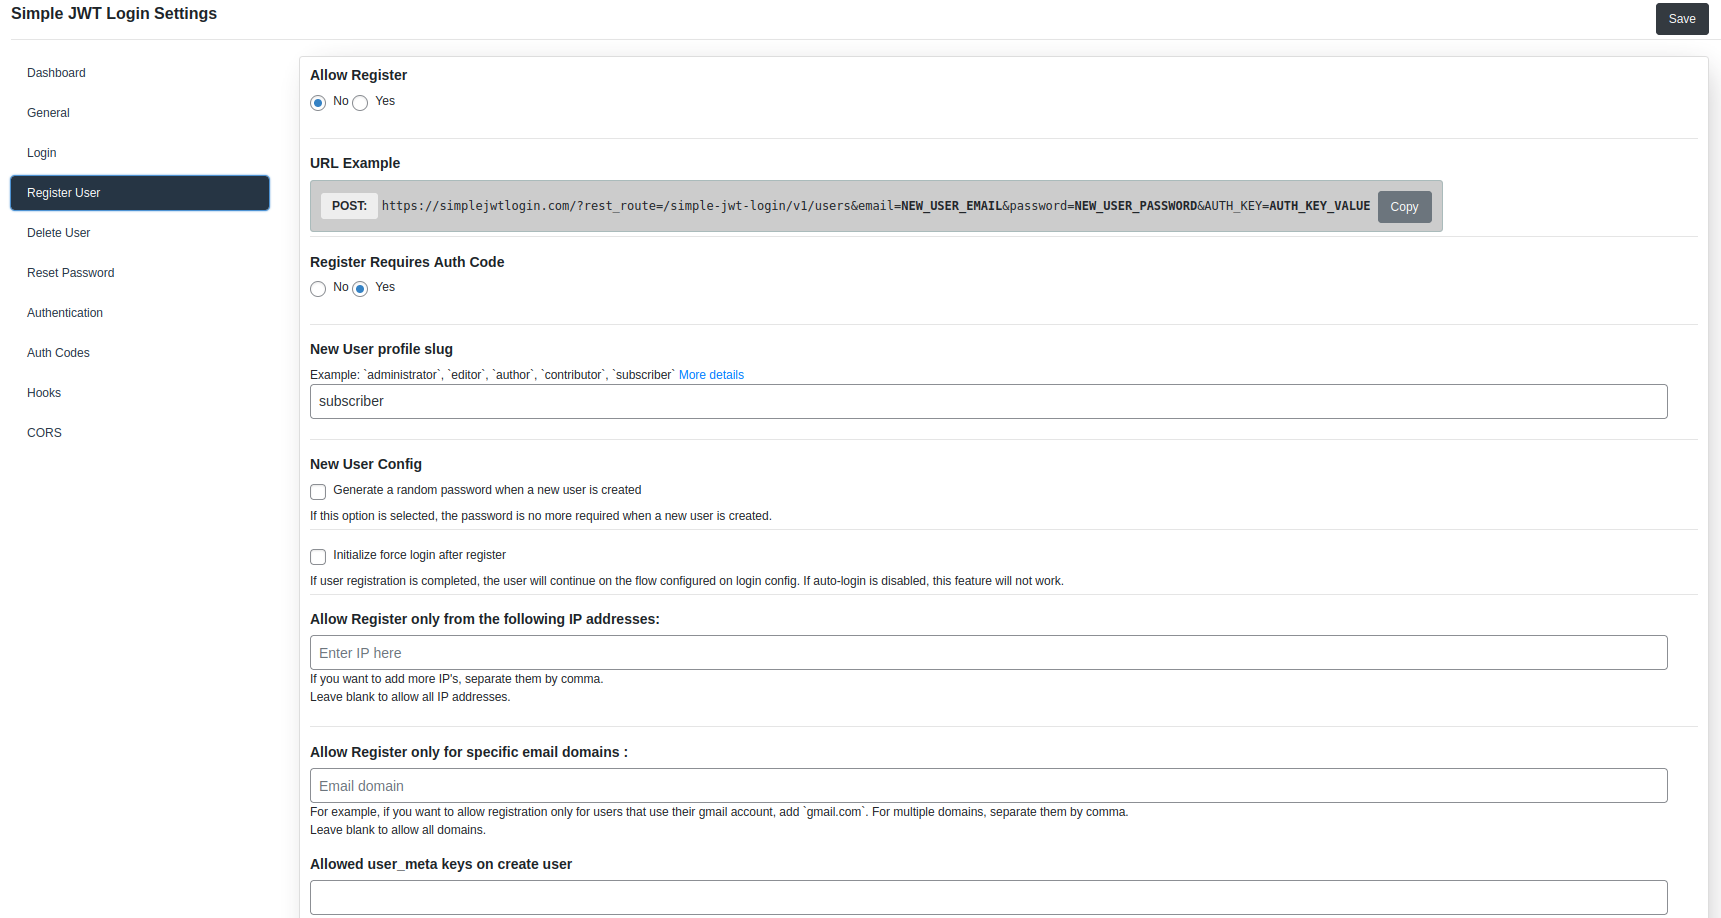 Simple JWT Login Settings
Save
Dashboard
General
Login
Register User
Delete User
Reset Password
Authentication
Auth Codes
Hooks
CORS
Allow Register
No Yes
URL Example
POST: https://simplejwtlogin.com/?rest_route=/simple-jwt-login/v1/users&email=NEW_USER_EMAIL&password=NEW_USER_PASSWORD&AUTH_KEY=AUTH_KEY_VALUE Copy
Register Requires Auth Code
No Yes
New User profile slug
Example: `administrator`, `editor`, `author`, `contributor`, `subscriber` More details
subscriber
New User Config
Generate a random password when a new user is created
If this option is selected, the password is no more required when a new user is created.
Initialize force login after register
If user registration is completed, the user will continue on the flow configured on login config. If auto-login is disabled, this feature will not work.
Allow Register only from the following IP addresses:
Enter IP here
If you want to add more IP's, separate them by comma.
Leave blank to allow all IP addresses.
Allow Register only for specific email domains :
Email domain
For example, if you want to allow registration only for users that use their gmail account, add `gmail.com`. For multiple domains, separate them by comma.
Leave blank to allow all domains.
Allowed user_meta keys on create user